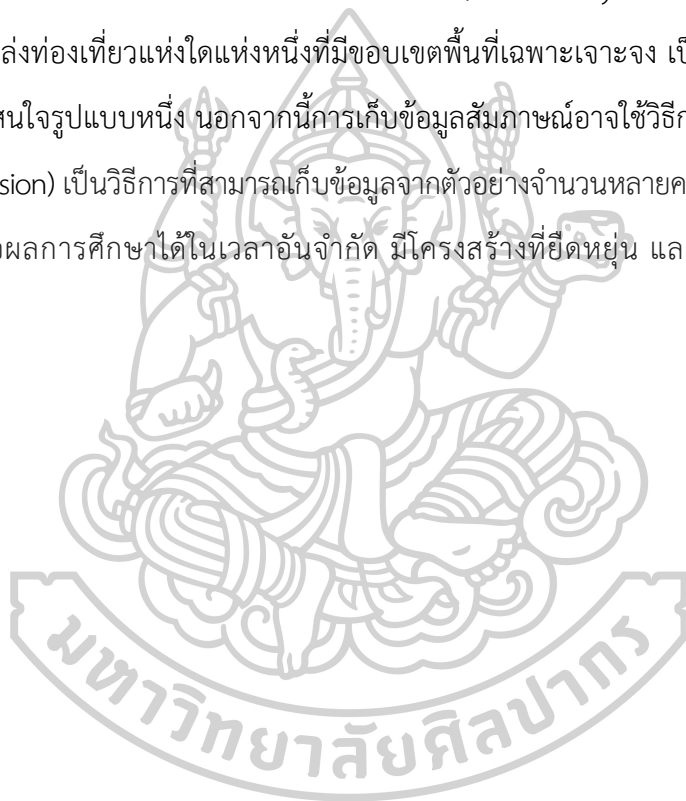 ล่งท่องเที่ยวแห่งใดแห่งหนึ่งที่มีขอบเขตพื้นที่เฉพาะเจาะจง เป็
สนใจรูปแบบหนึ่ง นอกจากนี้การเก็บข้อมูลสัมภาษณ์อาจใช้วิธีก
sion) เป็นวิธีการที่สามารถเก็บข้อมูลจากตัวอย่างจำนวนหลายค
ผลการศึกษาได้ในเวลาอันจำกัด มีโครงสร้างที่ยืดหยุ่น แล
มหาวิทยาลัยศิลปากร